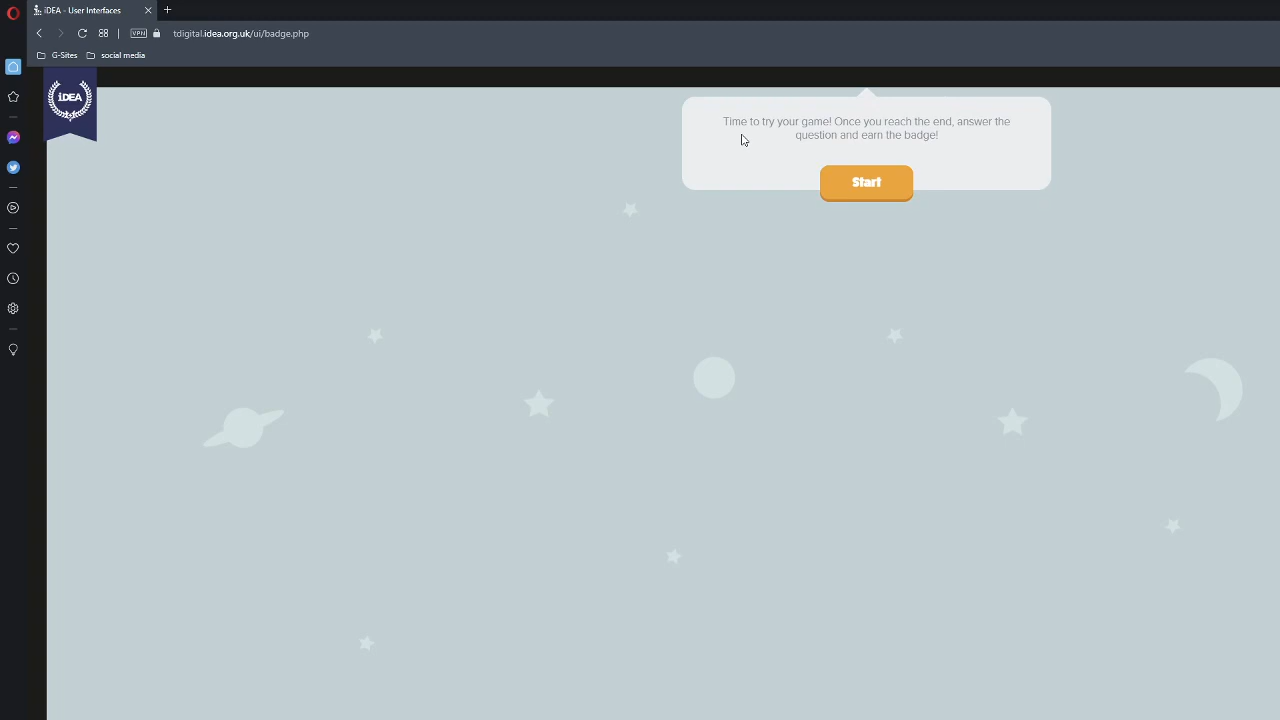 iDEA - User Interfaces
VPN
tdigital.idea.org.uk/ui/badge.php
G-Sites
social media
iDEA
Time to try your game! Once you reach the end, answer the
question and earn the badge!
Start